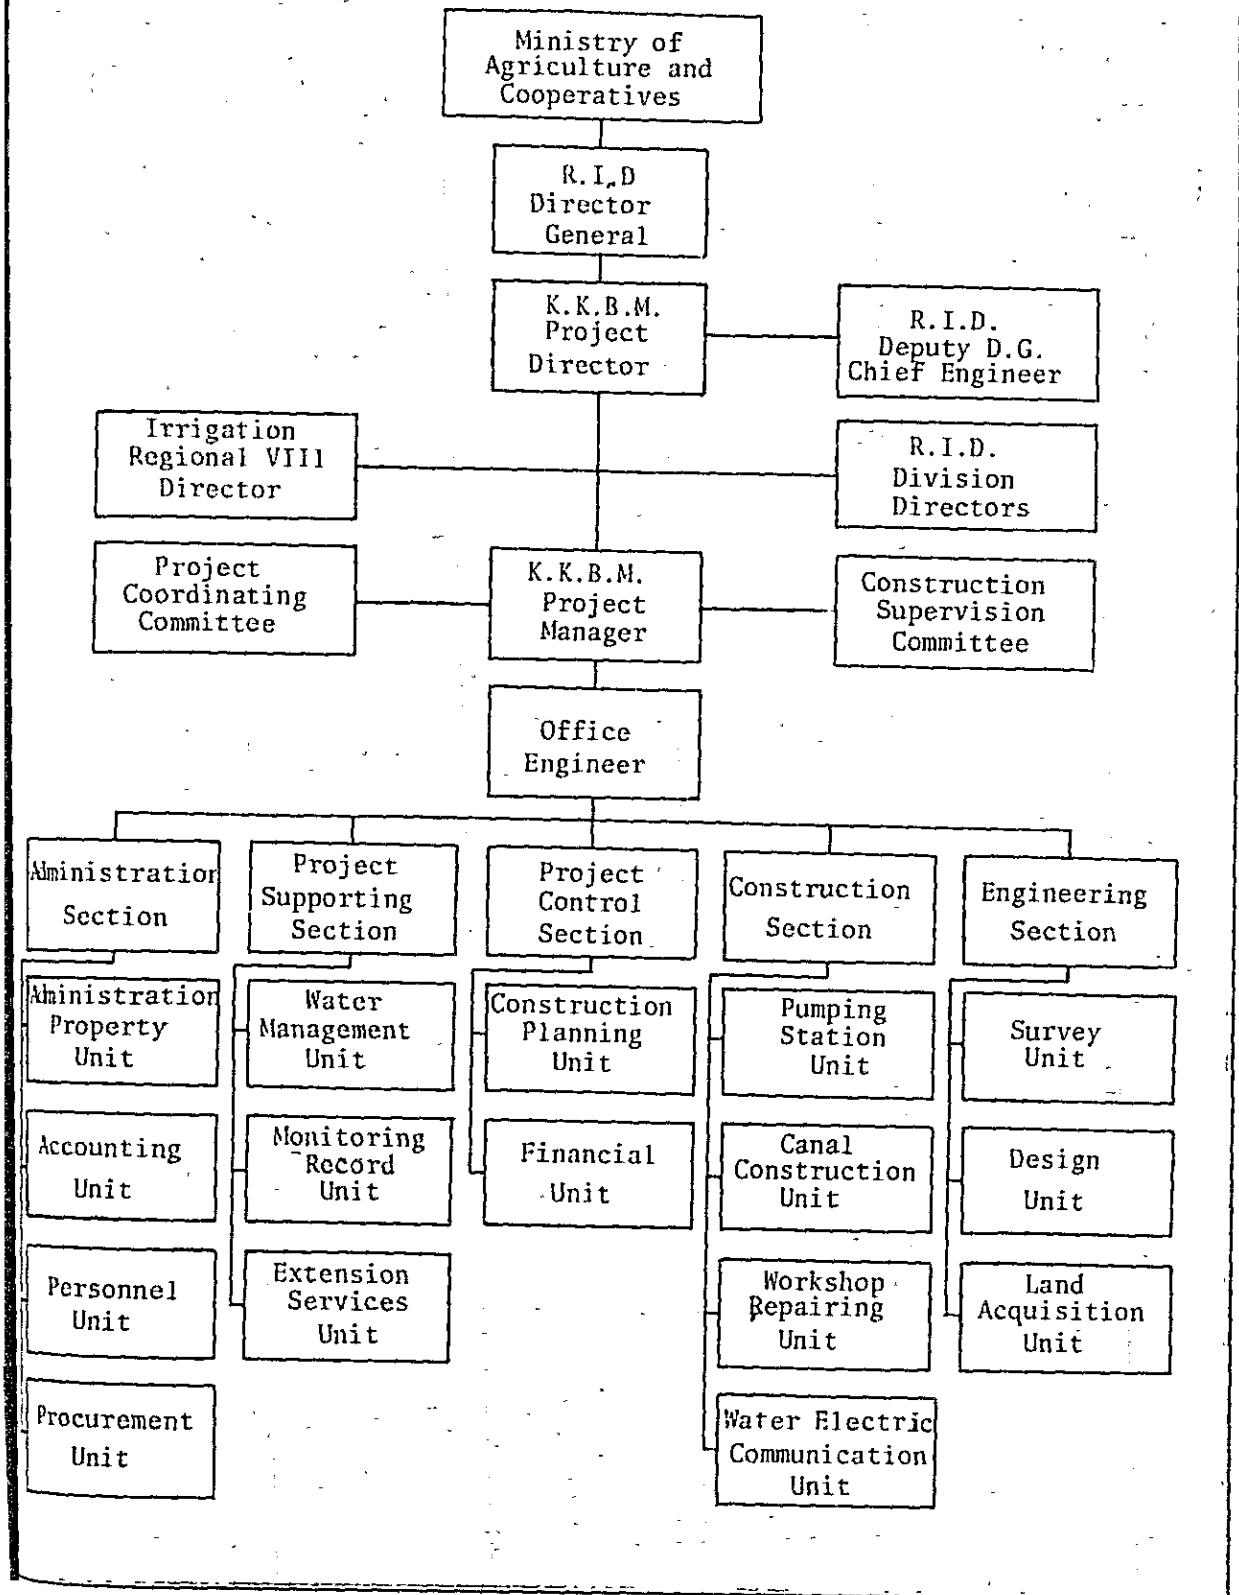 Ministry of
Agriculture and
Cooperatives
R.I.D
Director
General
K.K.B.M.
Project
Director
R.I.D.
Deputy D.G.
Chief Engineer
Irrigation
Regional VIII
Director
R.I.D.
Division
Directors
Project
Coordinating
Committee
K.K.B.M.
Project
Manager
Construction
Supervision
Committee
Office
Engineer
Administration
Section
Project
Supporting
Section
Project
Control
Section
Construction
Section
Engineering
Section
Administration
Property
Unit
Water
Management
Unit
Construction
Planning
Unit
Pumping
Station
Unit
Survey
Unit
Accounting
Unit
Monitoring
Record
Unit
Financial
Unit
Canal
Construction
Unit
Design
Unit
Personnel
Unit
Extension
Services
Unit
Workshop
Repairing
Unit
Land
Acquisition
Unit
Procurement
Unit
Water Electric
Communication
Unit